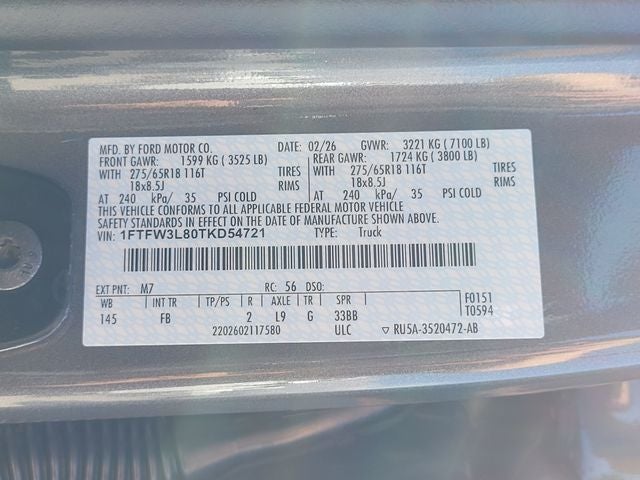 MFD. BY FORD MOTOR CO. DATE: 02/26 GVWR: 3221 KG ( 7100 LB)
FRONT GAWR: 1599 KG ( 3525 LB) REAR GAWR: 1724 KG ( 3800 LB)
WITH 275/65R18 116T TIRES WITH 275/65R18 116T TIRES
18x8.5J RIMS 18x8.5J RIMS
AT 240 kPa/ 35 PSI COLD AT 240 kPa/ 35 PSI COLD
THIS VEHICLE CONFORMS TO ALL APPLICABLE FEDERAL MOTOR VEHICLE
SAFETY STANDARDS IN EFFECT ON THE DATE OF MANUFACTURE SHOWN ABOVE.
VIN: 1FTFW3L80TKD54721 TYPE: Truck
EXT PNT: M7 RC: 56 DSO:
WB INT TR TP/PS R AXLE TR SPR F0151
145 FB 2 L9 G 33BB T0594
2202602117580 ULC ▽ RU5A-3520472-AB